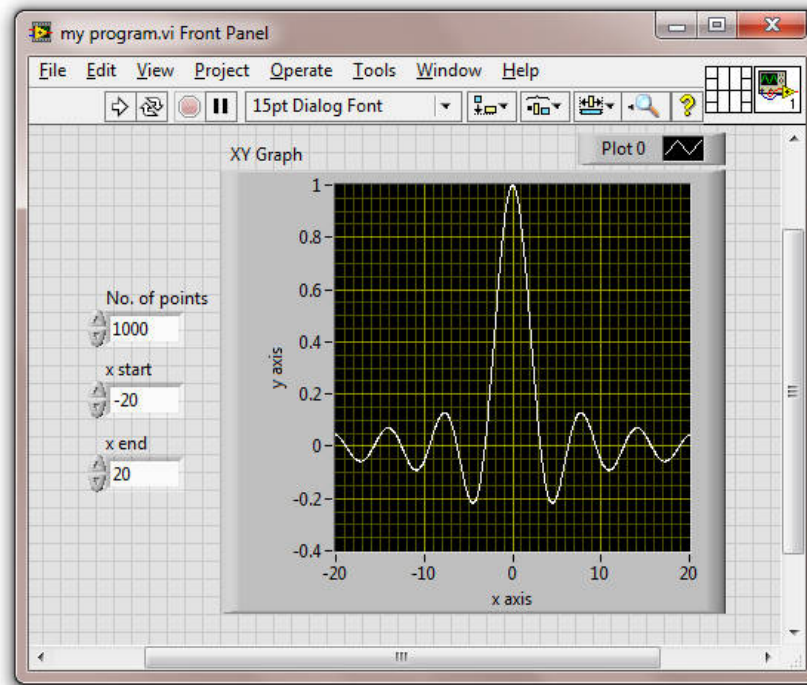 my program.vi Front Panel
File Edit View Project Operate Tools Window Help
15pt Dialog Font
1
XY Graph
Plot 0
No. of points
1000
x start
-20
x end
20
y axis
1
0.8
0.6
0.4
0.2
0
-0.2
-0.4
-20 -10 0 10 20
x axis